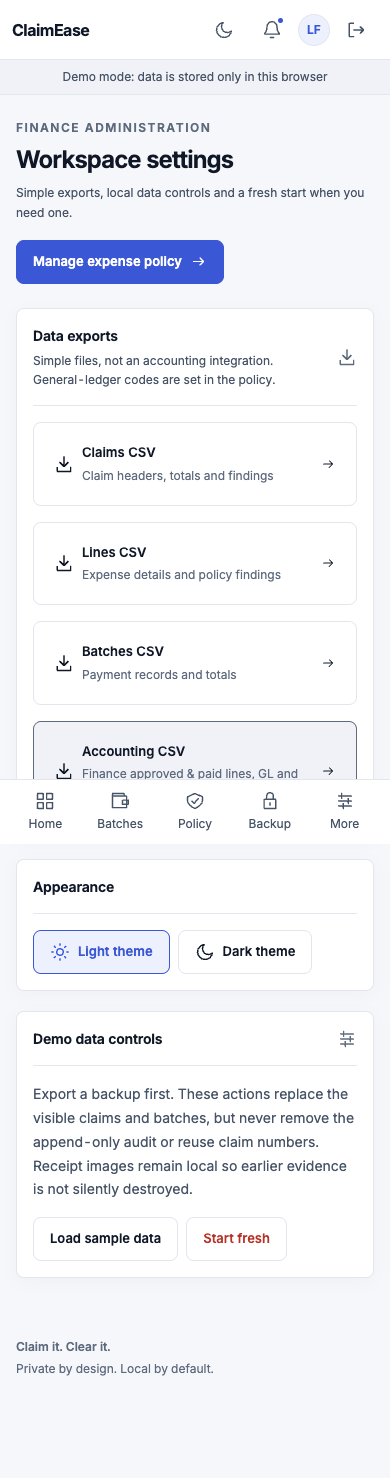 ClaimEase
LF
Demo mode: data is stored only in this browser
FINANCE ADMINISTRATION
Workspace settings
Simple exports, local data controls and a fresh start when you
need one.
Manage expense policy
Data exports
Simple files, not an accounting integration.
General-ledger codes are set in the policy.
Claims CSV
Claim headers, totals and findings
Lines CSV
Expense details and policy findings
Batches CSV
Payment records and totals
Accounting CSV
Finance approved & paid lines, GL and
Home
Batches
Policy
Backup
More
Appearance
Light theme
Dark theme
Demo data controls
Export a backup first. These actions replace the
visible claims and batches, but never remove the
append-only audit or reuse claim numbers.
Receipt images remain local so earlier evidence
is not silently destroyed.
Load sample data
Start fresh
Claim it. Clear it.
Private by design. Local by default.